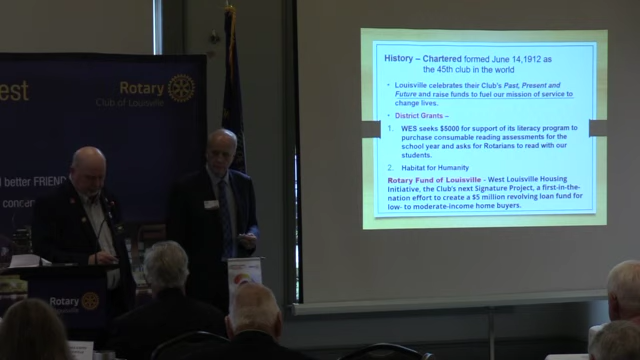 est
Rotary
Club of Louisville
better FRIEND
conce
Rotary
History – Chartered formed June 14,1912 as
the 45th club in the world
• Louisville celebrates their Club's Past, Present and
Future and raise funds to fuel our mission of service to
change lives.
• District Grants –
1. WES seeks $5000 for support of its literacy program to
purchase consumable reading assessments for the
school year and asks for Rotarians to read with our
students.
2. Habitat for Humanity
Rotary Fund of Louisville - West Louisville Housing
Initiative, the Club's next Signature Project, a first-in-the-
nation effort to create a $5 million revolving loan fund for
low- to moderate-income home buyers.